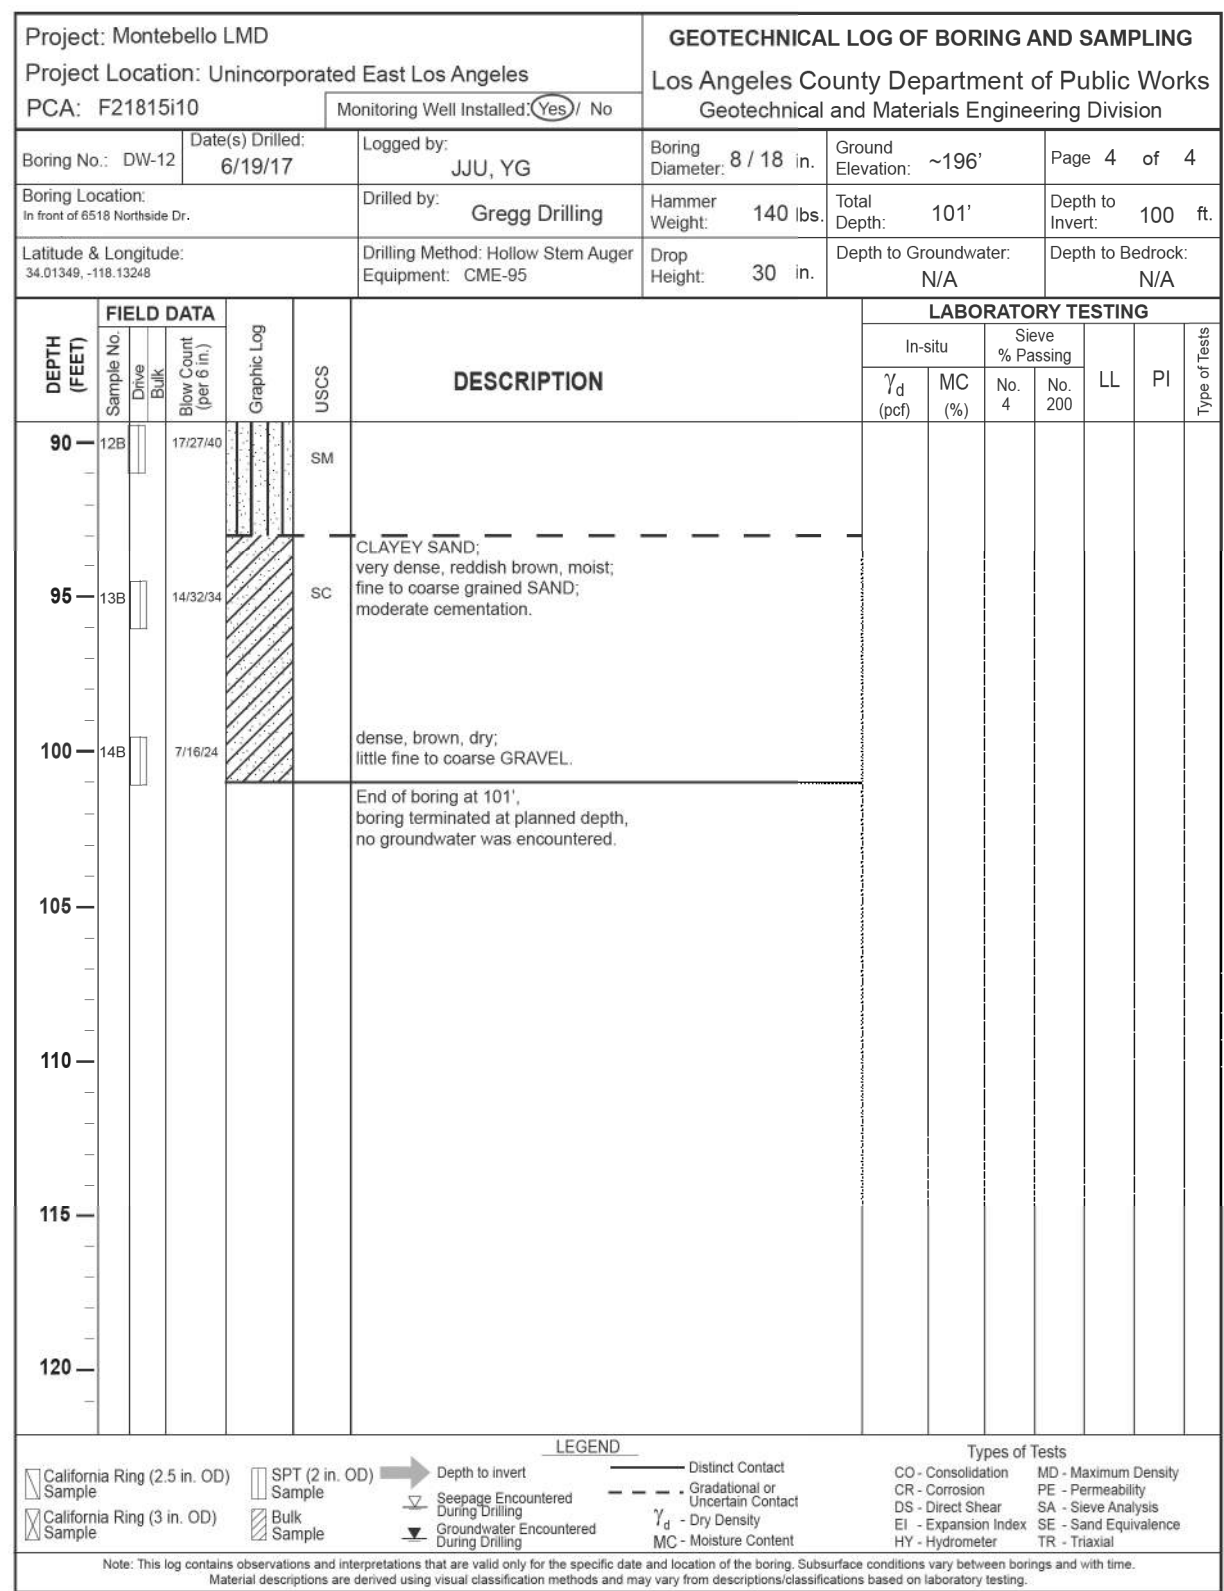 Project: Montebello LMD
Project Location: Unincorporated East Los Angeles
PCA: F21815i10
Monitoring Well Installed: Yes / No
GEOTECHNICAL LOG OF BORING AND SAMPLING
Los Angeles County Department of Public Works
Geotechnical and Materials Engineering Division
Boring No.: DW-12
Date(s) Drilled:
6/19/17
Logged by:
JJU, YG
Boring
Diameter: 8 / 18 in.
Ground
Elevation: ~196'
Page 4 of 4
Boring Location:
In front of 6518 Northside Dr.
Drilled by:
Gregg Drilling
Hammer
Weight: 140 lbs.
Total
Depth: 101'
Depth to
Invert: 100 ft.
Latitude & Longitude:
34.01349, -118.13248
Drilling Method: Hollow Stem Auger
Equipment: CME-95
Drop
Height: 30 in.
Depth to Groundwater:
N/A
Depth to Bedrock:
N/A
DEPTH
(FEET)
FIELD DATA
Sample No.
Drive
Bulk
Blow Count
(per 6 in.)
Graphic Log
USCS
DESCRIPTION
LABORATORY TESTING
In-situ
γd
(pcf)
MC
(%)
Sieve
% Passing
No.
4
No.
200
LL
PI
Type of Tests
90 12B 17/27/40
SM
CLAYEY SAND;
very dense, reddish brown, moist;
fine to coarse grained SAND;
moderate cementation.
95 13B 14/32/34 SC
dense, brown, dry;
little fine to coarse GRAVEL.
100 14B 7/16/24
End of boring at 101',
boring terminated at planned depth,
no groundwater was encountered.
105
110
115
120
LEGEND
California Ring (2.5 in. OD)
Sample
California Ring (3 in. OD)
Sample
SPT (2 in. OD)
Sample
Bulk
Sample
Depth to invert
Seepage Encountered
During Drilling
Groundwater Encountered
During Drilling
Distinct Contact
Gradational or
Uncertain Contact
γd - Dry Density
MC - Moisture Content
Types of Tests
CO - Consolidation MD - Maximum Density
CR - Corrosion PE - Permeability
DS - Direct Shear SA - Sieve Analysis
EI - Expansion Index SE - Sand Equivalence
HY - Hydrometer TR - Triaxial
Note: This log contains observations and interpretations that are valid only for the specific date and location of the boring. Subsurface conditions vary between borings and with time.
Material descriptions are derived using visual classification methods and may vary from descriptions/classifications based on laboratory testing.